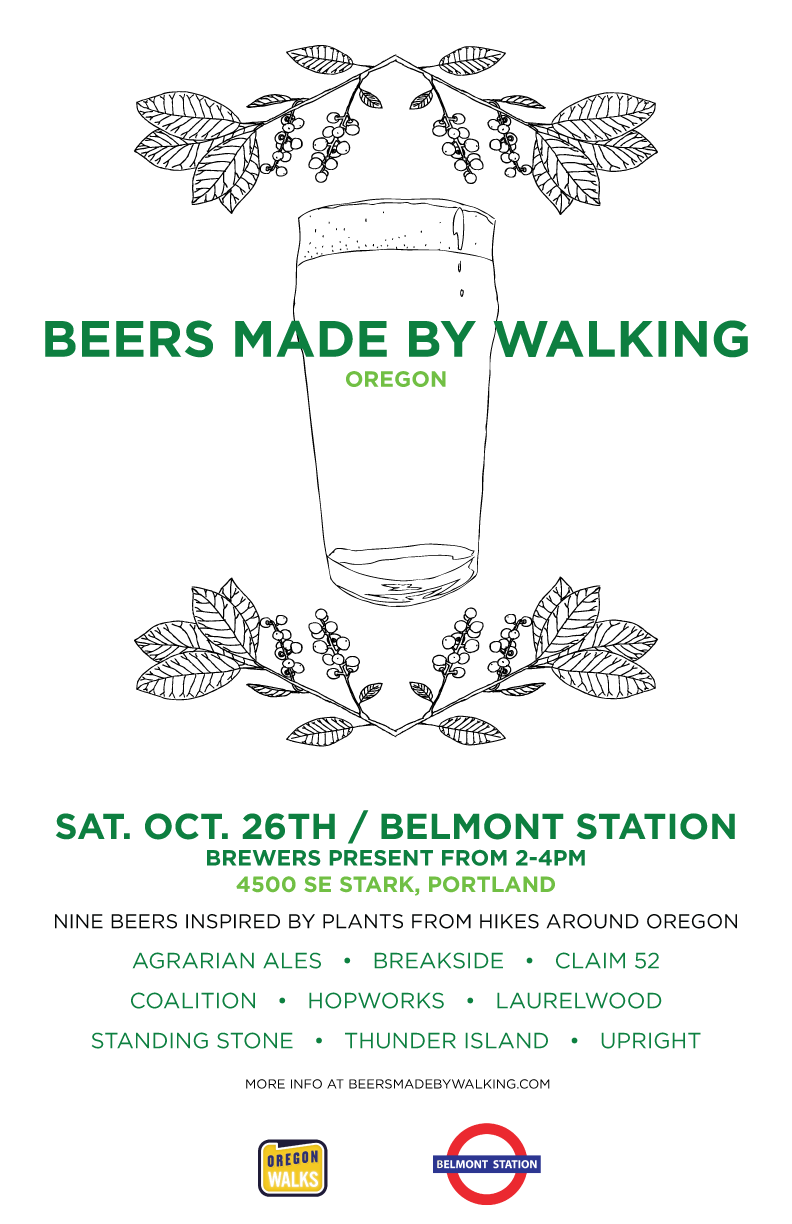 BEERS MADE BY WALKING
OREGON
SAT. OCT. 26TH / BELMONT STATION
BREWERS PRESENT FROM 2-4PM
4500 SE STARK, PORTLAND
NINE BEERS INSPIRED BY PLANTS FROM HIKES AROUND OREGON
AGRARIAN ALES • BREAKSIDE • CLAIM 52
COALITION • HOPWORKS • LAURELWOOD
STANDING STONE • THUNDER ISLAND • UPRIGHT
MORE INFO AT BEERSMADEBYWALKING.COM
OREGON
WALKS
BELMONT STATION